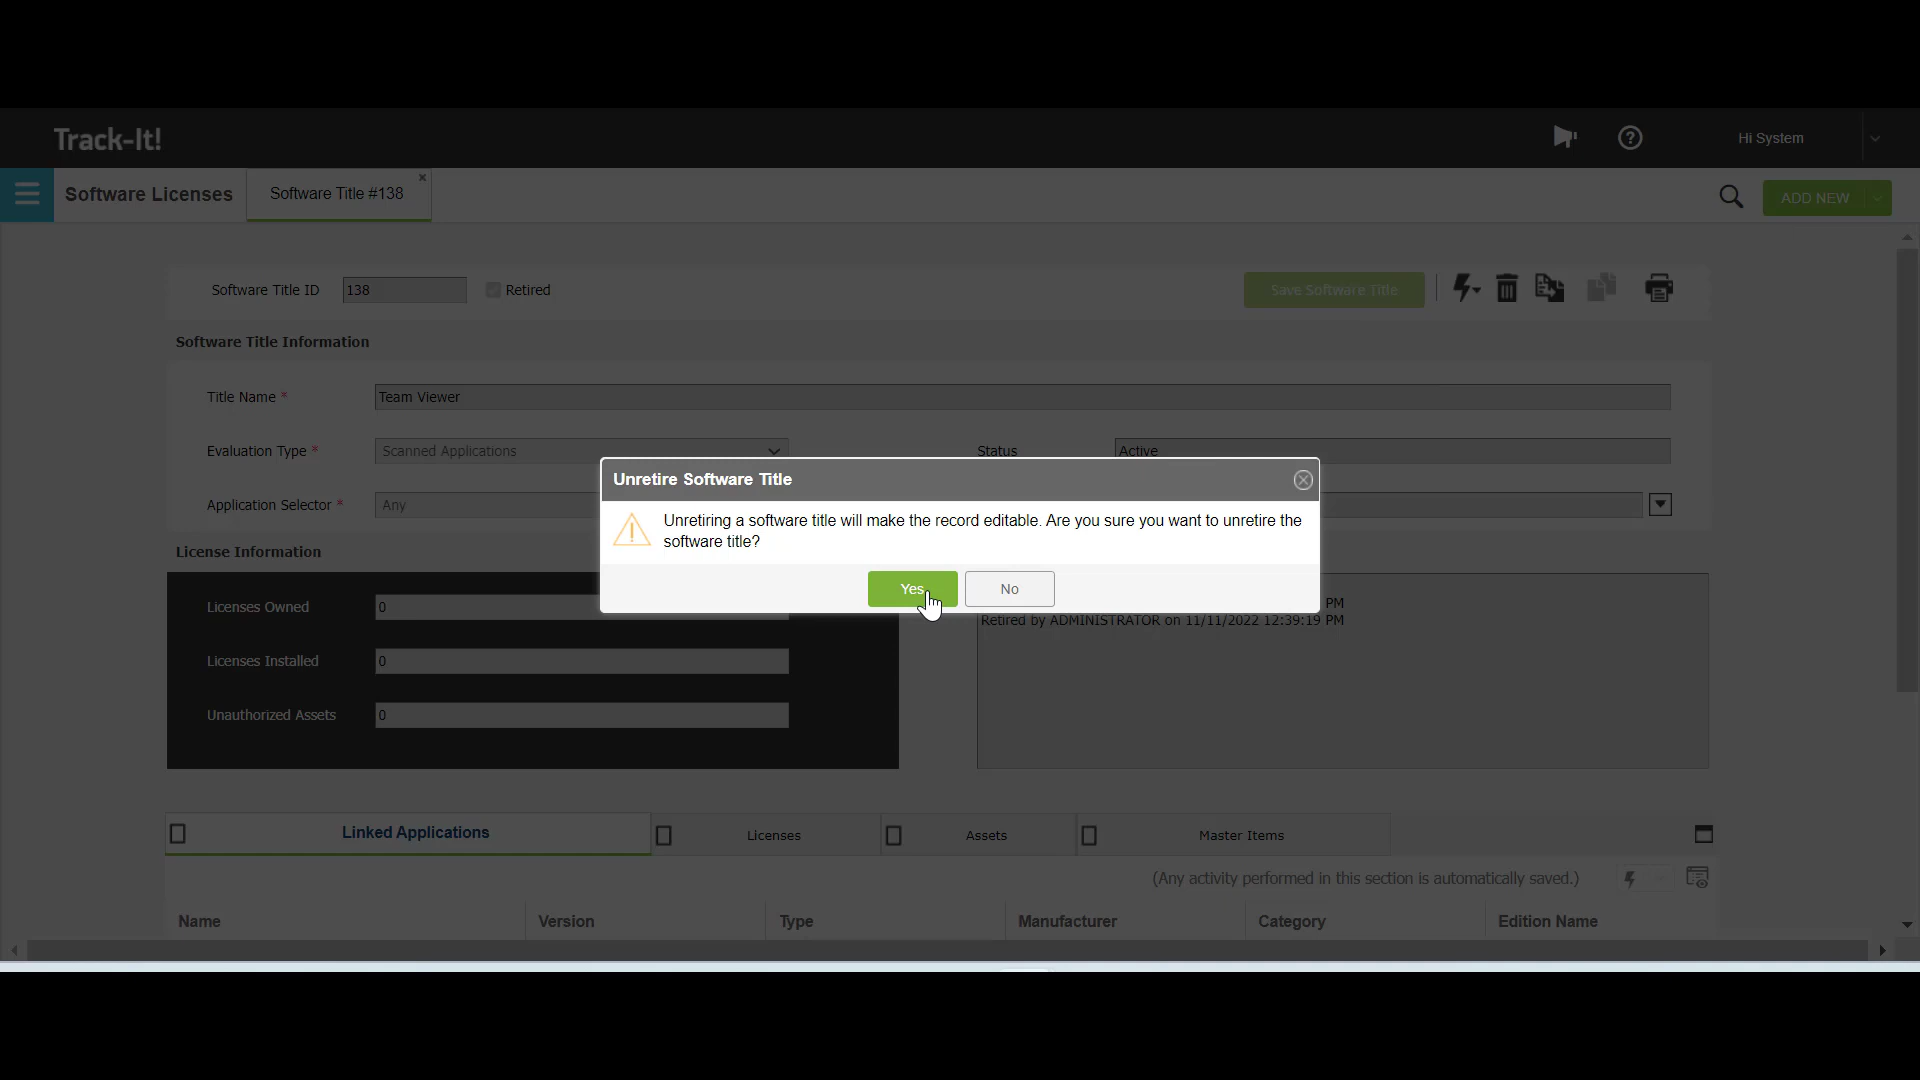 Track-It!
Hi System
Software Licenses
Software Title #138
ADD NEW
Software Title ID
138
Retired
Save Software Title
Software Title Information
Title Name *
Team Viewer
Evaluation Type *
Scanned Applications
Status
Active
Application Selector *
Any
Unretire Software Title
Unretiring a software title will make the record editable. Are you sure you want to unretire the
software title?
Yes
No
License Information
Licenses Owned
0
PM
Retired by ADMINISTRATOR on 11/11/2022 12:39:19 PM
Licenses Installed
0
Unauthorized Assets
0
Linked Applications
Licenses
Assets
Master Items
(Any activity performed in this section is automatically saved.)
Name
Version
Type
Manufacturer
Category
Edition Name